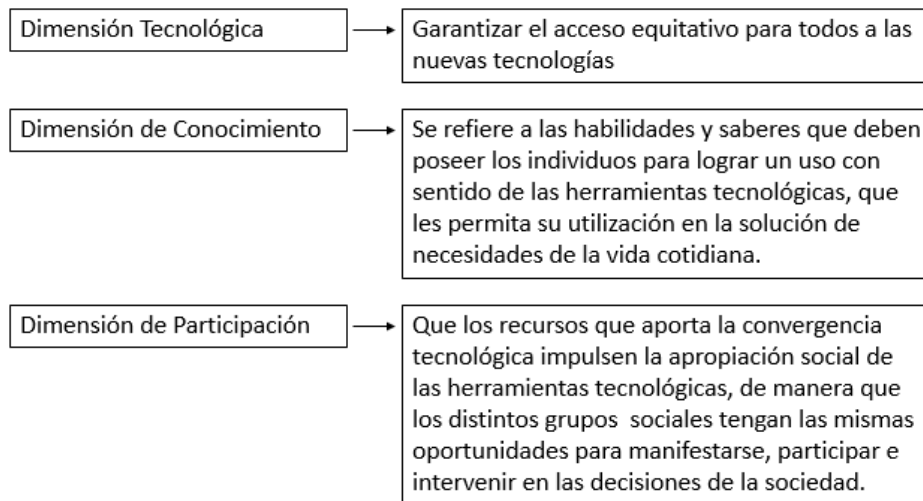 Dimensión Tecnológica
Garantizar el acceso equitativo para todos a las
nuevas tecnologías
Dimensión de Conocimiento
Se refiere a las habilidades y saberes que deben
poseer los individuos para lograr un uso con
sentido de las herramientas tecnológicas, que
les permita su utilización en la solución de
necesidades de la vida cotidiana.
Dimensión de Participación
Que los recursos que aporta la convergencia
tecnológica impulsen la apropiación social de
las herramientas tecnológicas, de manera que
los distintos grupos sociales tengan las mismas
oportunidades para manifestarse, participar e
intervenir en las decisiones de la sociedad.